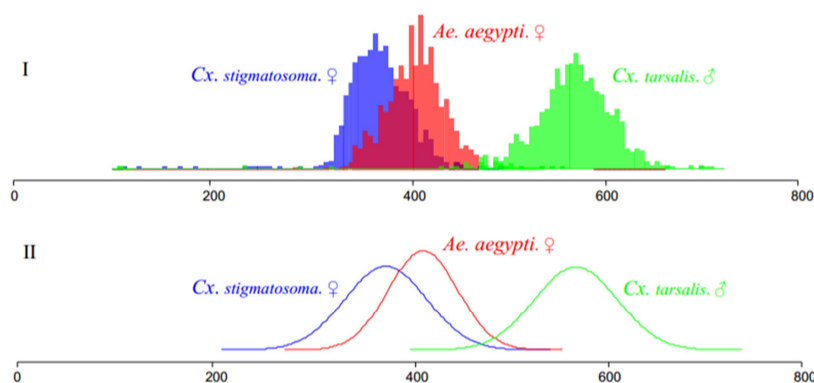 I
Ae. aegypti. ♀
Cx. stigmatosoma. ♀
Cx. tarsalis. ♂
0 200 400 600 800
II
Ae. aegypti. ♀
Cx. stigmatosoma. ♀
Cx. tarsalis. ♂
0 200 400 600 800